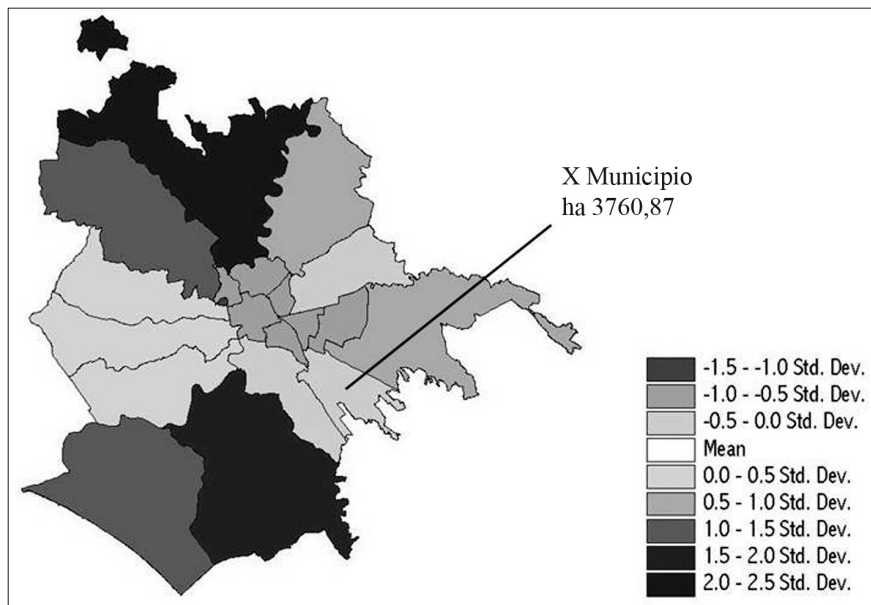 X Municipio
ha 3760,87
-1.5 - -1.0 Std. Dev.
-1.0 - -0.5 Std. Dev.
-0.5 - 0.0 Std. Dev.
Mean
0.0 - 0.5 Std. Dev.
0.5 - 1.0 Std. Dev.
1.0 - 1.5 Std. Dev.
1.5 - 2.0 Std. Dev.
2.0 - 2.5 Std. Dev.